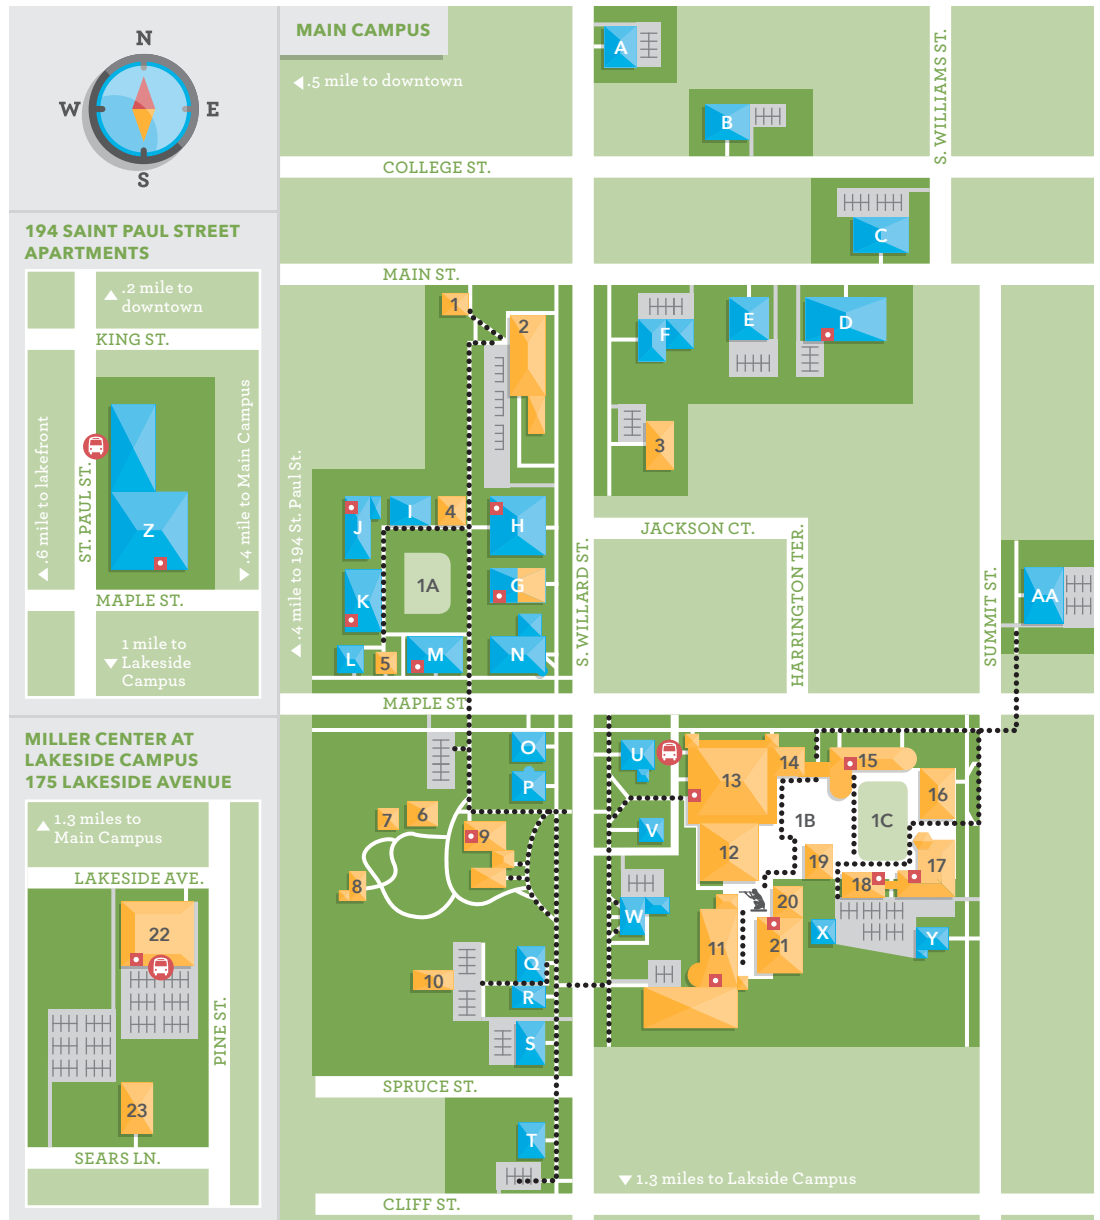 N
W
E
S
MAIN CAMPUS
.5 mile to downtown
A
B
S. WILLIAMS ST.
COLLEGE ST.
C
MAIN ST.
194 SAINT PAUL STREET
APARTMENTS
.2 mile to
downtown
KING ST.
.6 mile to lakefront
ST. PAUL ST.
Z
.4 mile to Main Campus
MAPLE ST.
1 mile to
Lakeside
Campus
1
2
F
E
D
3
.4 mile to 194 St. Paul St.
J
I
4
H
JACKSON CT.
K
1A
G
S. WILLARD ST.
HARRINGTON TER.
SUMMIT ST.
AA
L
5
M
N
MAPLE ST
MILLER CENTER AT
LAKESIDE CAMPUS
175 LAKESIDE AVENUE
1.3 miles to
Main Campus
LAKESIDE AVE.
22
PINE ST.
23
SEARS LN.
O
P
U
13
14
15
16
7
6
9
V
1B
1C
12
19
17
8
18
W
20
11
21
X
Y
10
Q
R
S
SPRUCE ST.
T
1.3 miles to Lakside Campus
CLIFF ST.